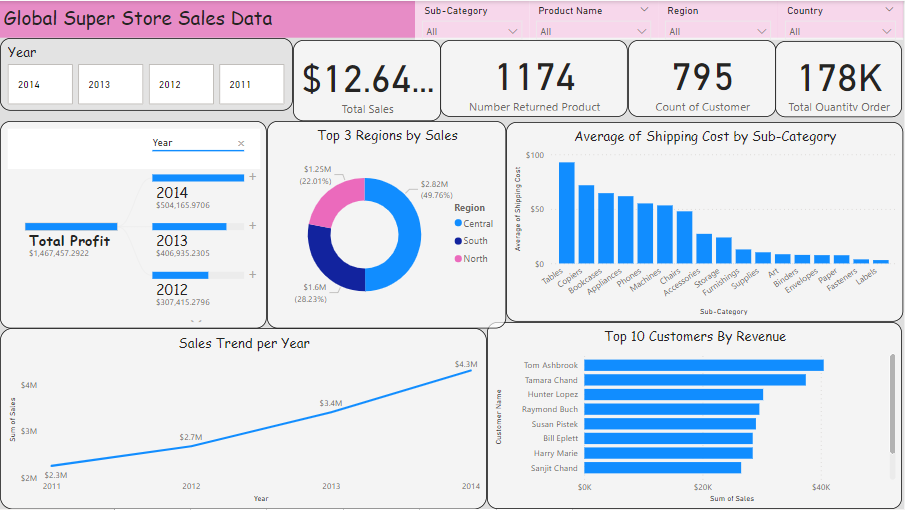 Global Super Store Sales Data
Sub-Category
All
Product Name
All
Region
All
Country
All
Year
2014
2013
2012
2011
$12.64...
Total Sales
1174
Number Returned Product
795
Count of Customer
178K
Total Quantity Order
Year
Total Profit
$1,467,457.2922
2014
$504,165.9706
2013
$406,935.2305
2012
$307,415.2796
Top 3 Regions by Sales
$1.25M
(22.01%)
$2.82M
(49.76%)
$1.6M
(28.23%)
Region
Central
South
North
Average of Shipping Cost by Sub-Category
Average of Shipping Cost
$100
$50
$0
Tables
Copiers
Bookcases
Appliances
Phones
Machines
Chairs
Accessories
Storage
Furnishings
Supplies
Art
Binders
Envelopes
Paper
Fasteners
Labels
Sub-Category
Sales Trend per Year
Sum of Sales
$4M
$3M
$2M
$2.3M
$2.7M
$3.4M
$4.3M
2011
2012
2013
2014
Year
Top 10 Customers By Revenue
Customer Name
Tom Ashbrook
Tamara Chand
Hunter Lopez
Raymond Buch
Susan Pistek
Bill Eplett
Harry Marie
Sanjit Chand
$0K
$20K
$40K
Sum of Sales